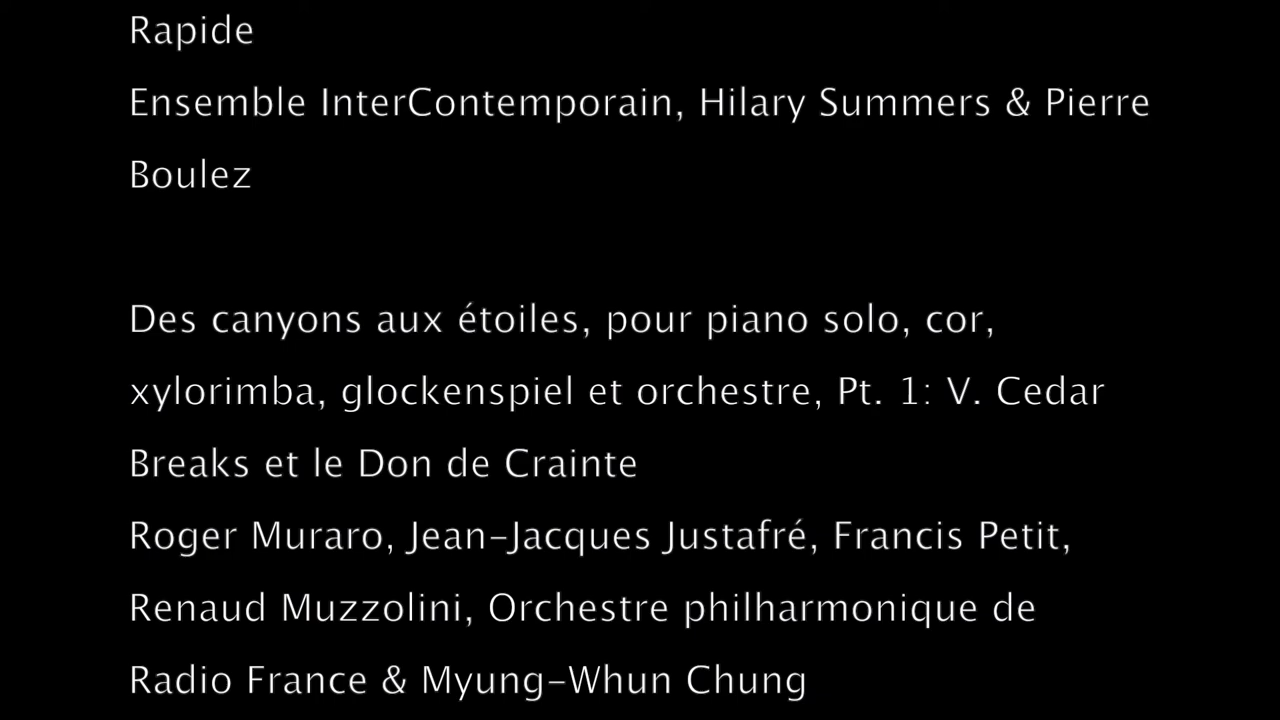 Rapide
Ensemble InterContemporain, Hilary Summers & Pierre
Boulez
Des canyons aux étoiles, pour piano solo, cor,
xylorimba, glockenspiel et orchestre, Pt. 1: V. Cedar
Breaks et le Don de Crainte
Roger Muraro, Jean-Jacques Justafré, Francis Petit,
Renaud Muzzolini, Orchestre philharmonique de
Radio France & Myung-Whun Chung